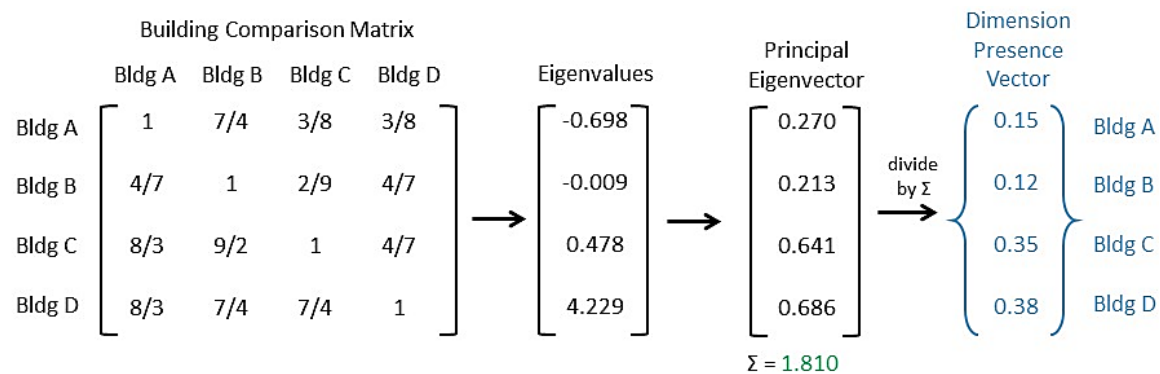 Building Comparison Matrix
Bldg A Bldg B Bldg C Bldg D
Bldg A 1 7/4 3/8 3/8
Bldg B 4/7 1 2/9 4/7
Bldg C 8/3 9/2 1 4/7
Bldg D 8/3 7/4 7/4 1
Eigenvalues
-0.698
-0.009
0.478
4.229
Principal
Eigenvector
0.270
0.213
0.641
0.686
Σ = 1.810
divide
by Σ
Dimension
Presence
Vector
0.15 Bldg A
0.12 Bldg B
0.35 Bldg C
0.38 Bldg D